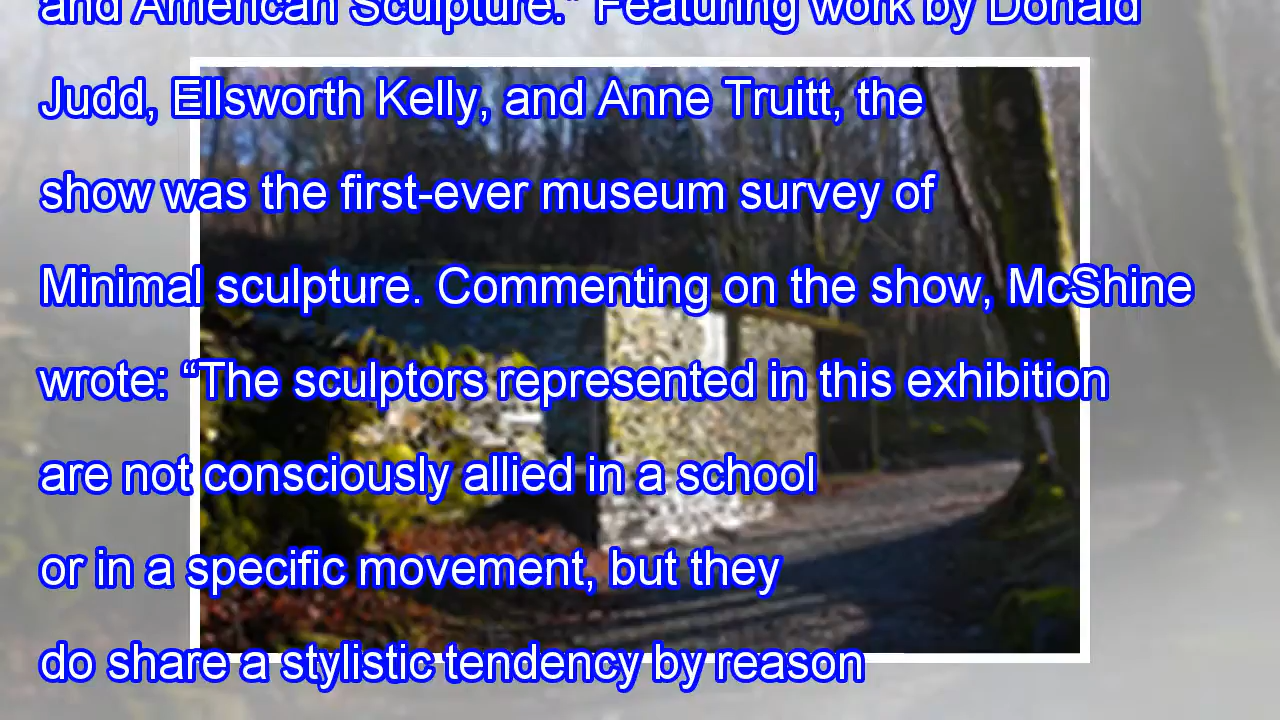 and American Sculpture.” Featuring work by Donald
Judd, Ellsworth Kelly, and Anne Truitt, the
show was the first-ever museum survey of
Minimal sculpture. Commenting on the show, McShine
wrote: “The sculptors represented in this exhibition
are not consciously allied in a school
or in a specific movement, but they
do share a stylistic tendency by reason